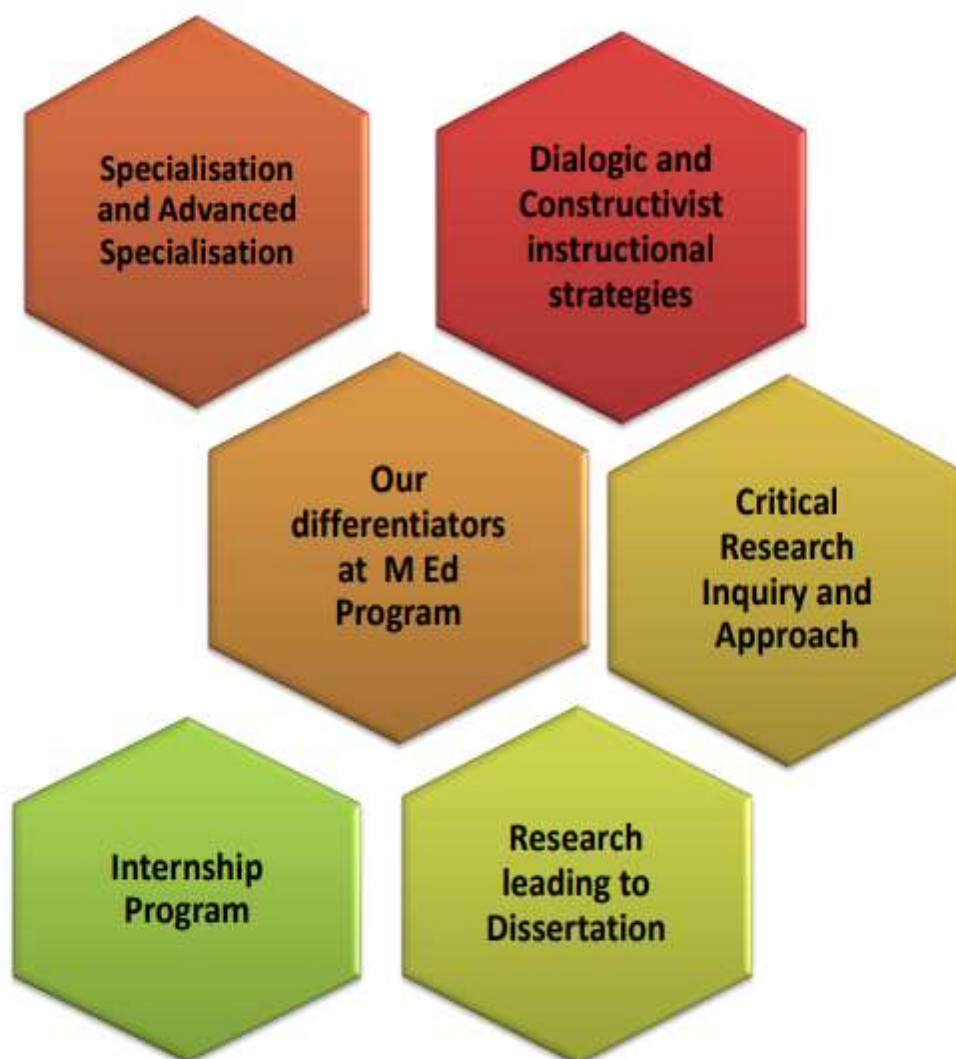 Specialisation
and Advanced
Specialisation
Dialogic and
Constructivist
instructional
strategies
Our
differentiators
at M Ed
Program
Critical
Research
Inquiry and
Approach
Internship
Program
Research
leading to
Dissertation